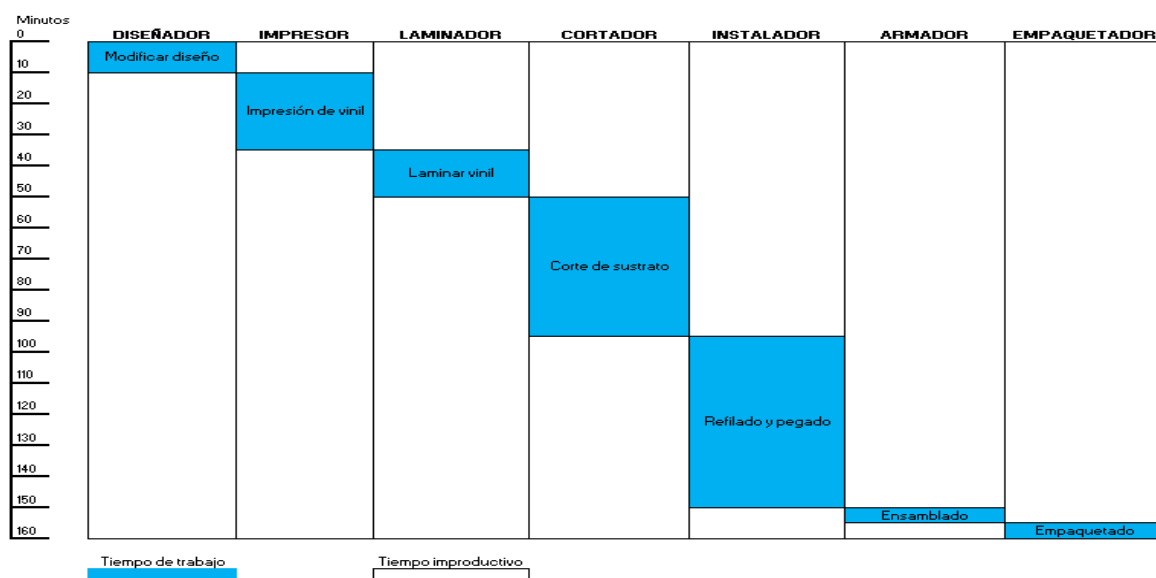 Minutos
0 DISEÑADOR IMPRESOR LAMINADOR CORTADOR INSTALADOR ARMADOR EMPAQUETADOR
Modificar diseño
10
20
Impresión de vinil
30
40
Laminar vinil
50
60
70
Corte de sustrato
80
90
100
110
120
Refilado y pegado
130
140
150
Ensamblado
160 Empaquetado
Tiempo de trabajo Tiempo improductivo